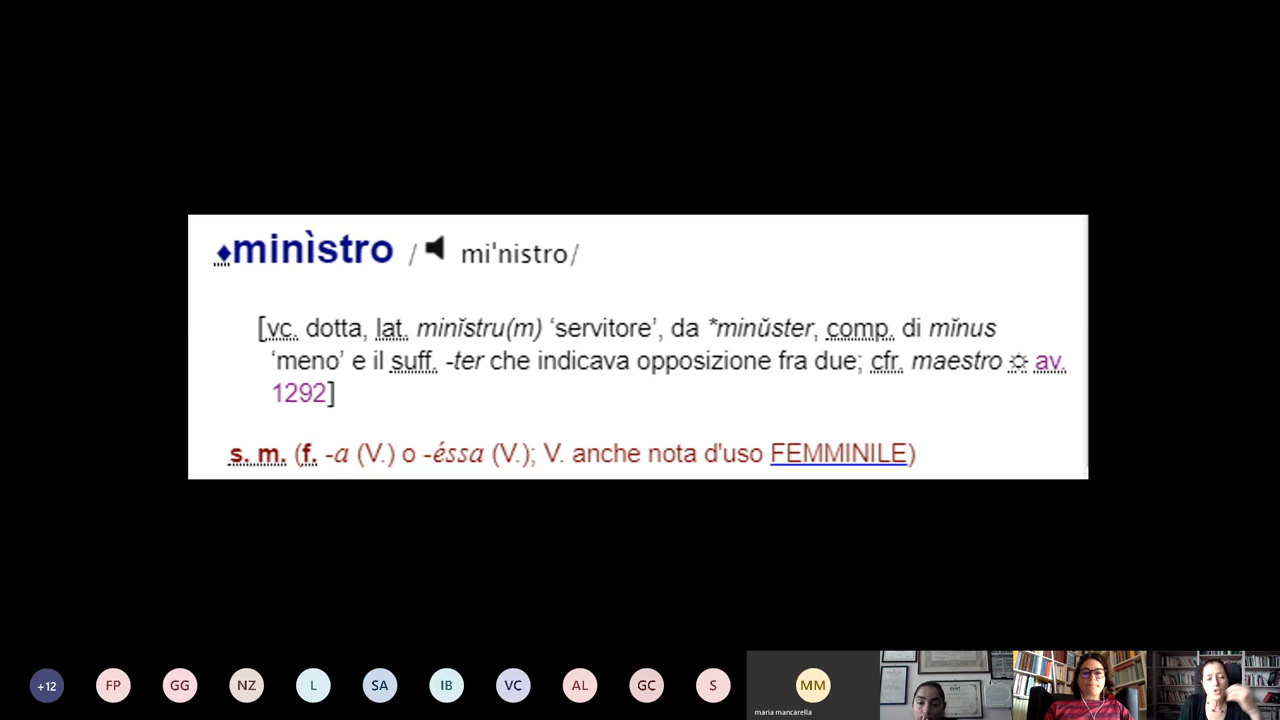 ♦minìstro / mi'nistro/
[vc. dotta, lat. minĭstru(m) ‘servitore’, da *minŭster, comp. di mĭnus
‘meno’ e il suff. -ter che indicava opposizione fra due; cfr. maestro ☼ av.
1292]
s. m. (f. -a (V.) o -éssa (V.); V. anche nota d'uso FEMMINILE)
+12 FP GG NZ L SA IB VC AL GC S MM
maria mancarella